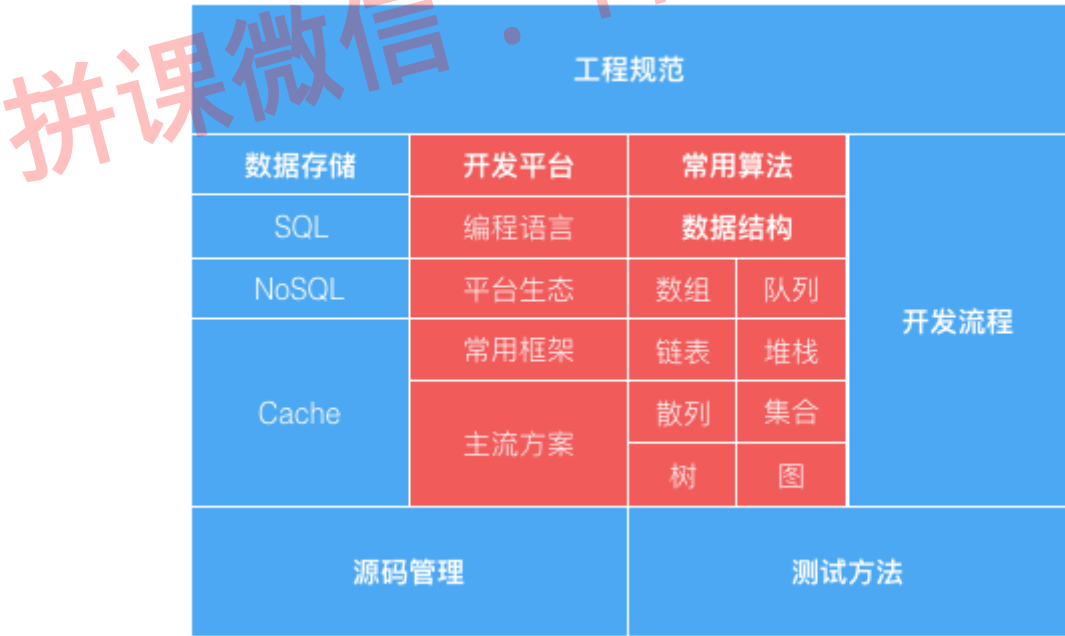 拼课微信
工程规范
数据存储 开发平台 常用算法
SQL 编程语言 数据结构
NoSQL 平台生态 数组 队列
开发流程
常用框架 链表 堆栈
Cache 散列 集合
主流方案
树 图
源码管理 测试方法